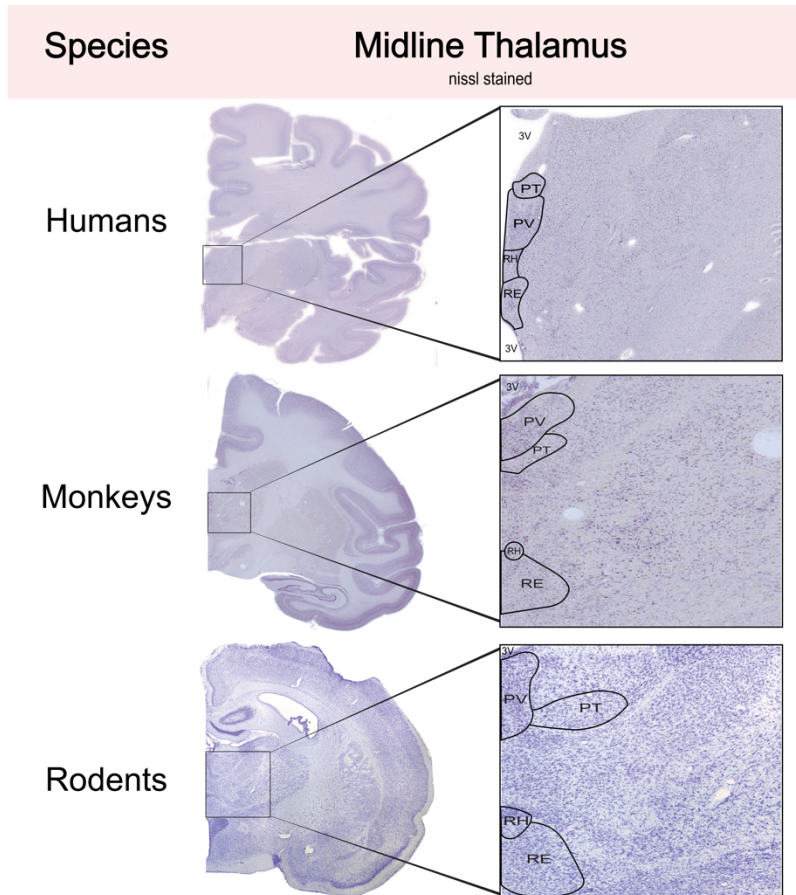 Species
Midline Thalamus
nissl stained
Humans
3V
PT
PV
RH
RE
3V
Monkeys
3V
PV
PT
RH
RE
Rodents
3V
PV
PT
RH
RE